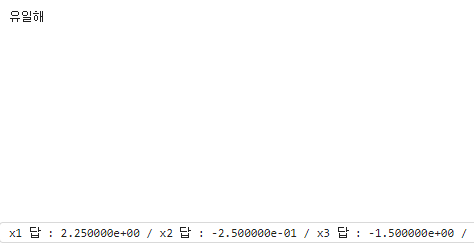 유일해
x1 답 : 2.250000e+00 / x2 답 : -2.500000e-01 / x3 답 : -1.500000e+00 /